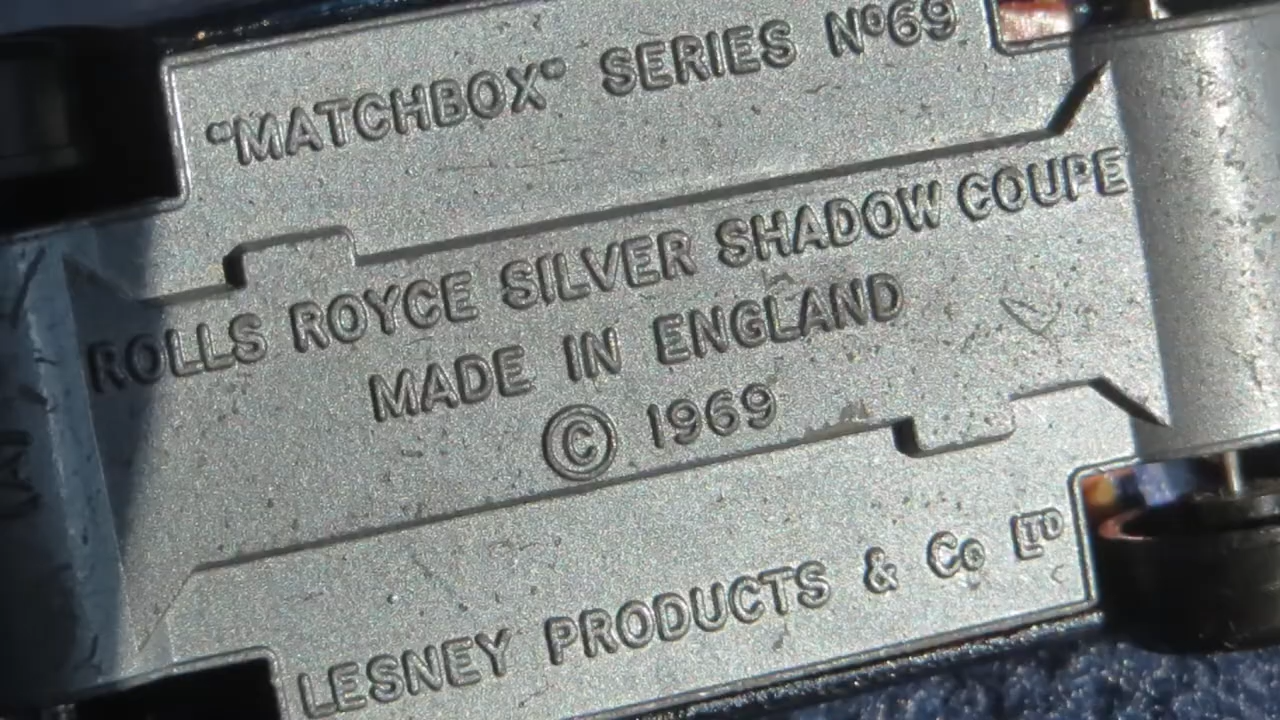 "MATCHBOX" SERIES Nº69
ROLLS ROYCE SILVER SHADOW COUPE
MADE IN ENGLAND
© 1969
LESNEY PRODUCTS & Co LTD